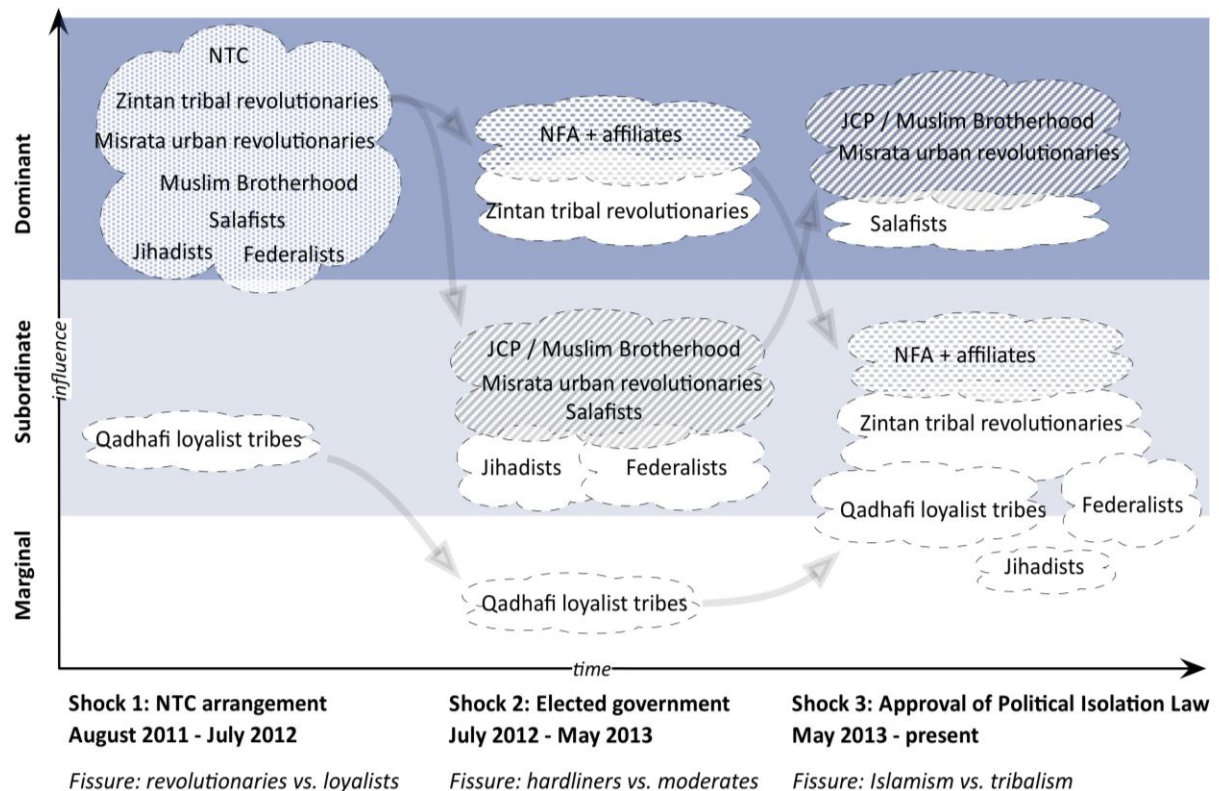 Dominant
Subordinate
Marginal
influence
NTC
Zintan tribal revolutionaries
Misrata urban revolutionaries
Muslim Brotherhood
Salafists
Jihadists
Federalists
Qadhafi loyalist tribes
NFA + affiliates
Zintan tribal revolutionaries
JCP / Muslim Brotherhood
Misrata urban revolutionaries
Salafists
Jihadists
Federalists
Qadhafi loyalist tribes
JCP / Muslim Brotherhood
Misrata urban revolutionaries
Salafists
NFA + affiliates
Zintan tribal revolutionaries
Qadhafi loyalist tribes
Federalists
Jihadists
time
Shock 1: NTC arrangement
August 2011 - July 2012
Fissure: revolutionaries vs. loyalists
Shock 2: Elected government
July 2012 - May 2013
Fissure: hardliners vs. moderates
Shock 3: Approval of Political Isolation Law
May 2013 - present
Fissure: Islamism vs. tribalism